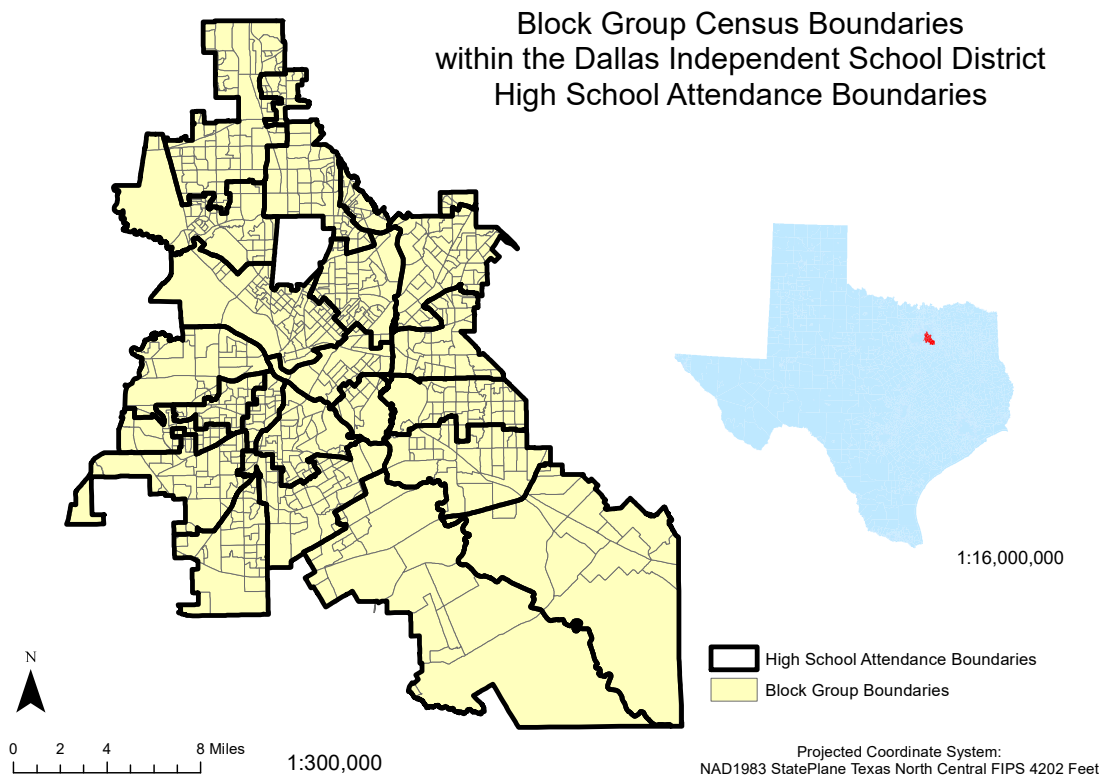 Block Group Census Boundaries
within the Dallas Independent School District
High School Attendance Boundaries
1:16,000,000
High School Attendance Boundaries
Block Group Boundaries
N
0 2 4 8 Miles
1:300,000
Projected Coordinate System:
NAD1983 StatePlane Texas North Central FIPS 4202 Feet